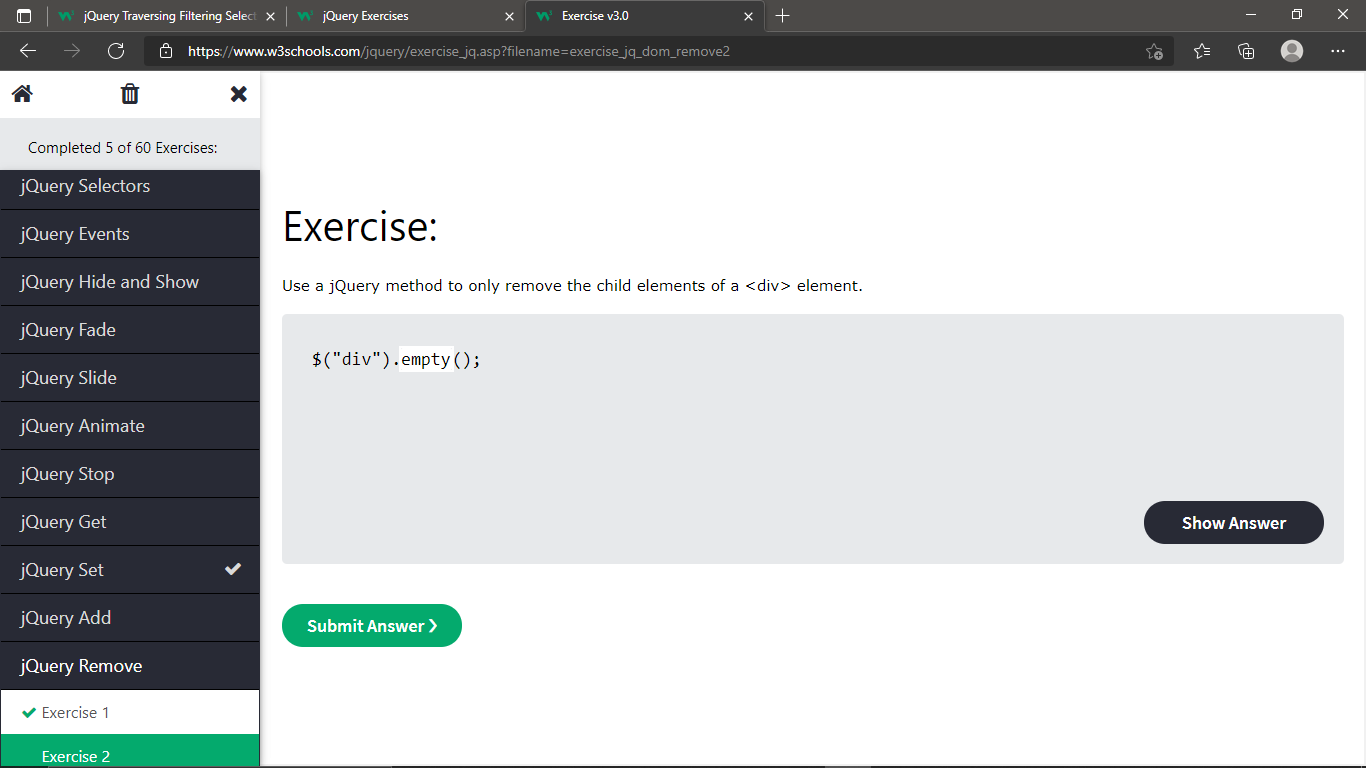 jQuery Traversing Filtering Select
jQuery Exercises
Exercise v3.0
https://www.w3schools.com/jquery/exercise_jq.asp?filename=exercise_jq_dom_remove2
Completed 5 of 60 Exercises:
jQuery Selectors
jQuery Events
jQuery Hide and Show
jQuery Fade
jQuery Slide
jQuery Animate
jQuery Stop
jQuery Get
jQuery Set
jQuery Add
jQuery Remove
Exercise 1
Exercise 2
Exercise:
Use a jQuery method to only remove the child elements of a <div> element.
$("div").empty();
Show Answer
Submit Answer ❯